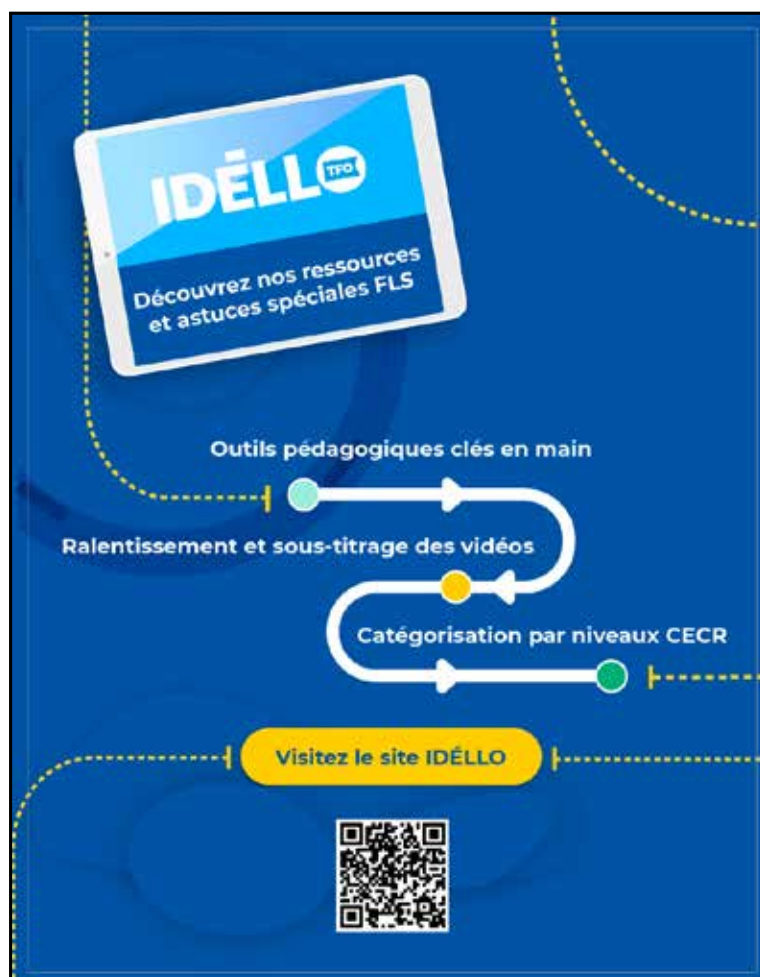 IDÉLLO
TFO
Découvrez nos ressources
et astuces spéciales FLS
Outils pédagogiques clés en main
Ralentissement et sous-titrage des vidéos
Catégorisation par niveaux CECR
Visitez le site IDÉLLO